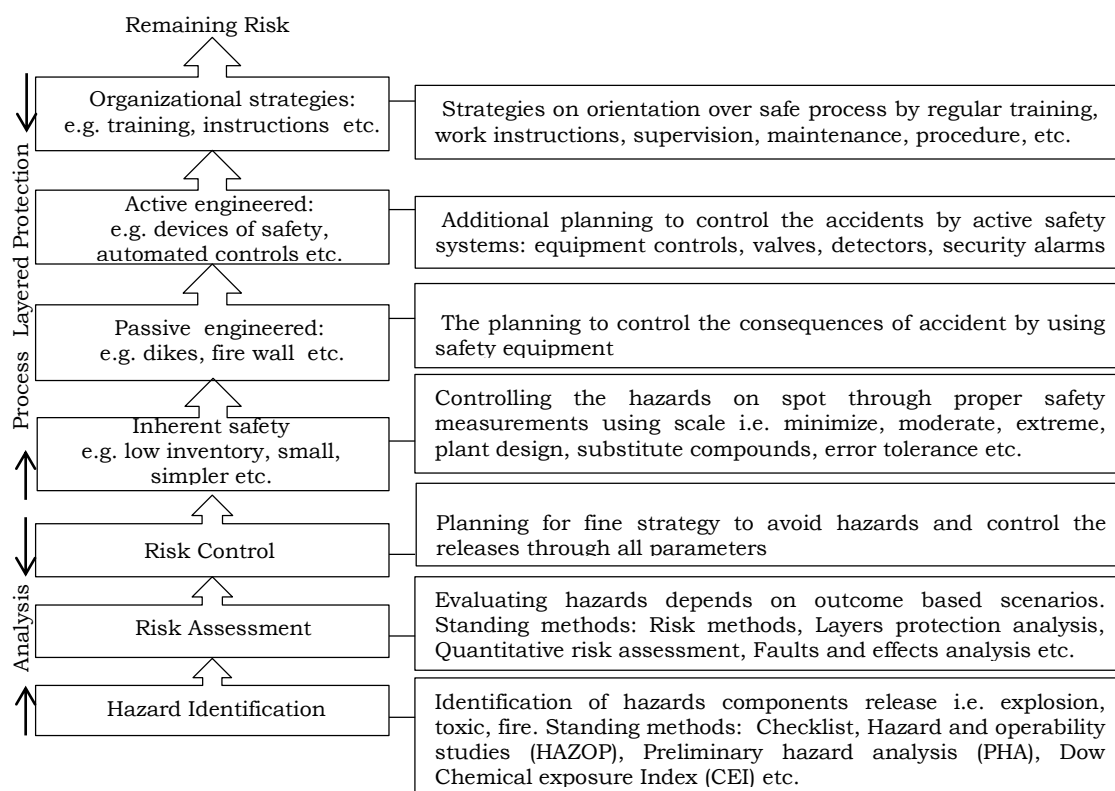 Remaining Risk
Organizational strategies:
e.g. training, instructions etc.
Strategies on orientation over safe process by regular training,
work instructions, supervision, maintenance, procedure, etc.
Active engineered:
e.g. devices of safety,
automated controls etc.
Additional planning to control the accidents by active safety
systems: equipment controls, valves, detectors, security alarms
Passive engineered:
e.g. dikes, fire wall etc.
The planning to control the consequences of accident by using
safety equipment
Inherent safety
e.g. low inventory, small,
simpler etc.
Controlling the hazards on spot through proper safety
measurements using scale i.e. minimize, moderate, extreme,
plant design, substitute compounds, error tolerance etc.
Process Layered Protection
Risk Control
Planning for fine strategy to avoid hazards and control the
releases through all parameters
Risk Assessment
Evaluating hazards depends on outcome based scenarios.
Standing methods: Risk methods, Layers protection analysis,
Quantitative risk assessment, Faults and effects analysis etc.
Hazard Identification
Identification of hazards components release i.e. explosion,
toxic, fire. Standing methods: Checklist, Hazard and operability
studies (HAZOP), Preliminary hazard analysis (PHA), Dow
Chemical exposure Index (CEI) etc.
Analysis